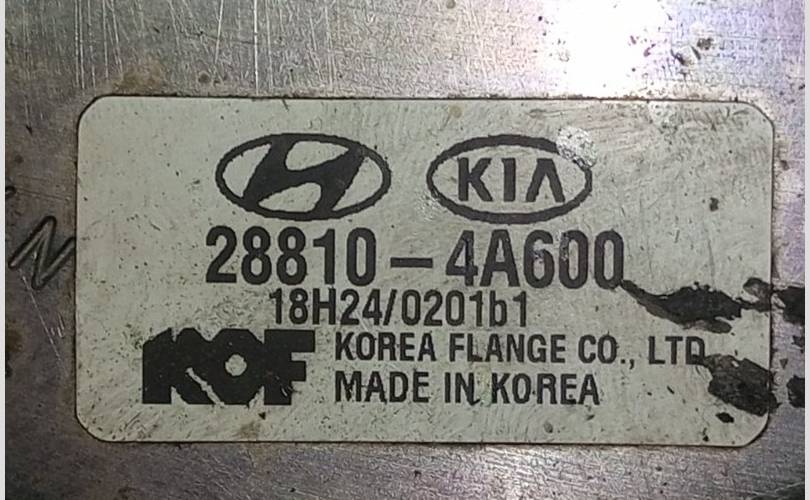 KIA
28810-4A600
18H24/0201b1
KOF KOREA FLANGE CO., LTD
MADE IN KOREA